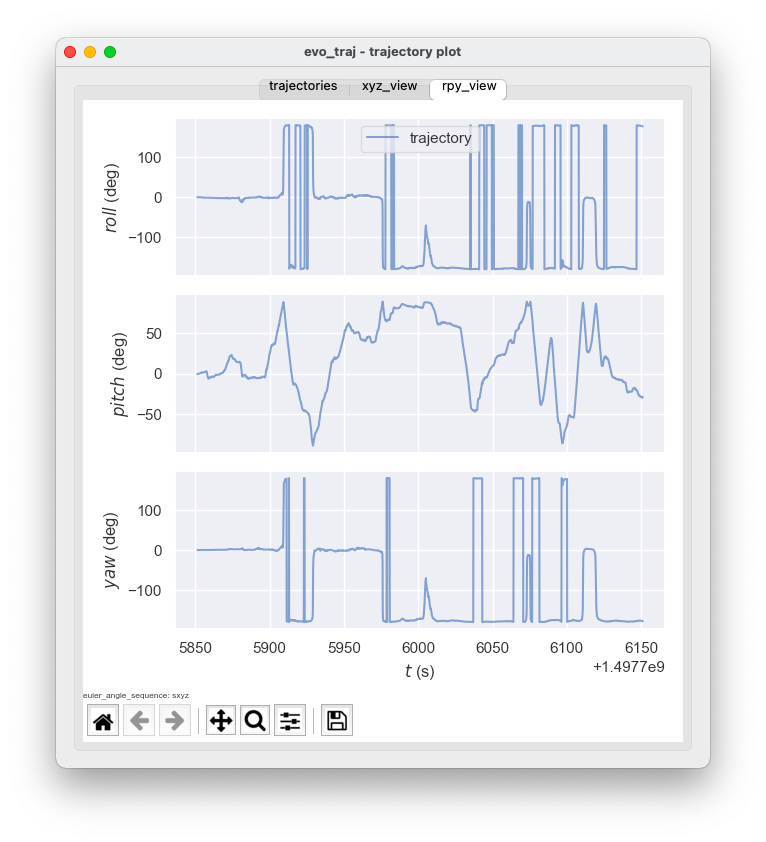 evo_traj - trajectory plot
trajectories xyz_view rpy_view
trajectory
roll (deg)
100
0
−100
pitch (deg)
50
0
−50
yaw (deg)
100
0
−100
5850 5900 5950 6000 6050 6100 6150
t (s)
+1.4977e9
euler_angle_sequence: sxyz